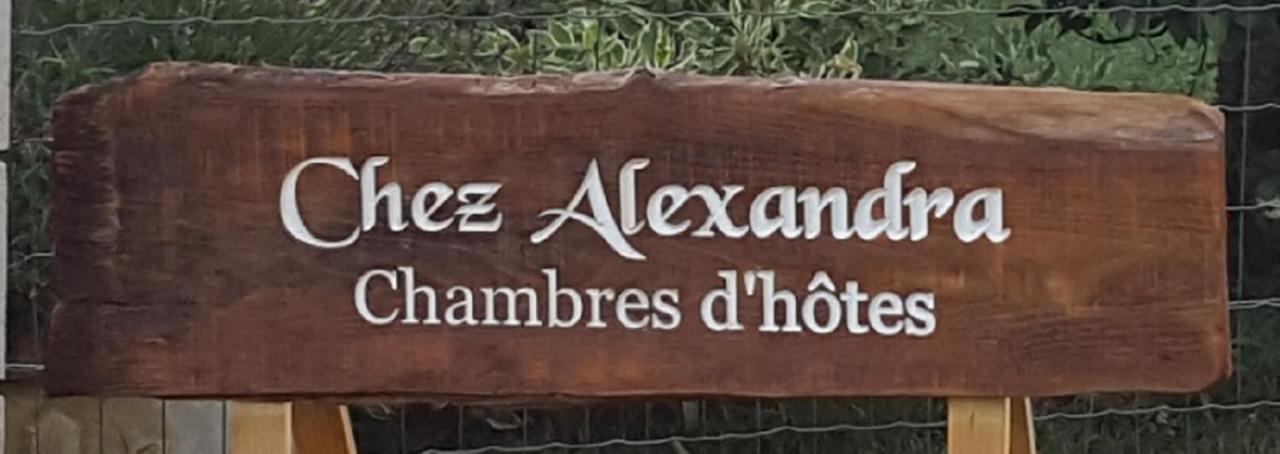 Chez Alexandra
Chambres d'hôtes